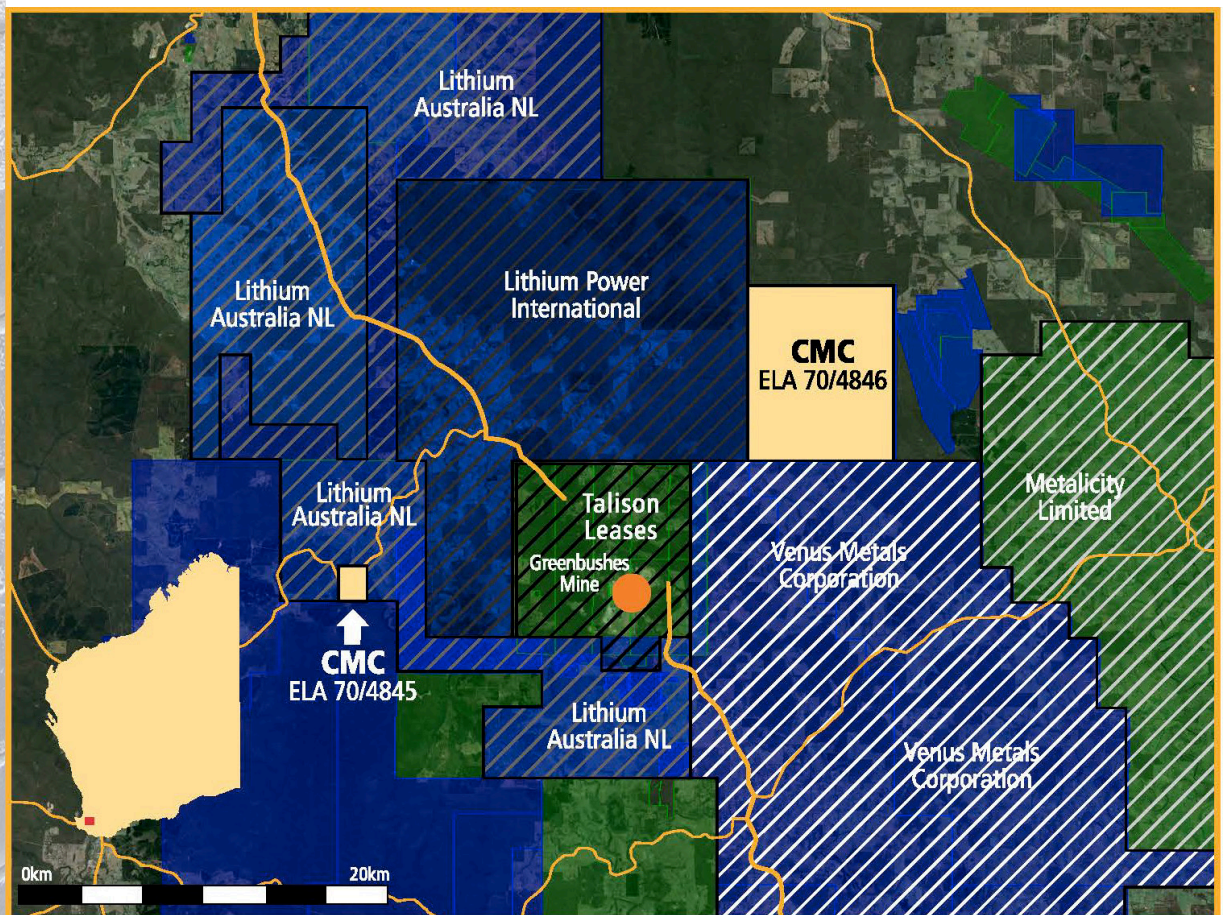 Lithium
Australia NL
Lithium
Australia NL
Lithium Power
International
CMC
ELA 70/4846
Lithium
Australia NL
Talison
Leases
Greenbushes
Mine
Metalicity
Limited
Venus Metals
Corporation
CMC
ELA 70/4845
Lithium
Australia NL
Venus Metals
Corporation
0km
20km